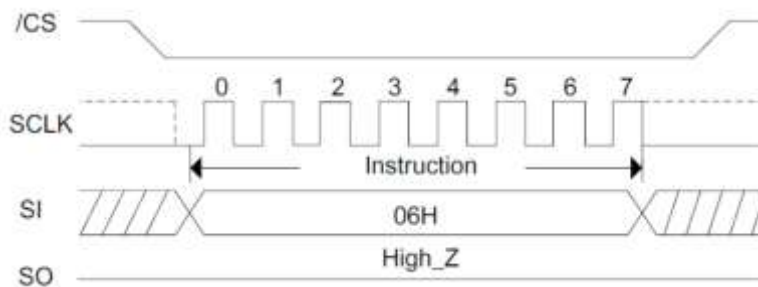 /CS
0 1 2 3 4 5 6 7
SCLK
Instruction
SI
06H
High_Z
SO